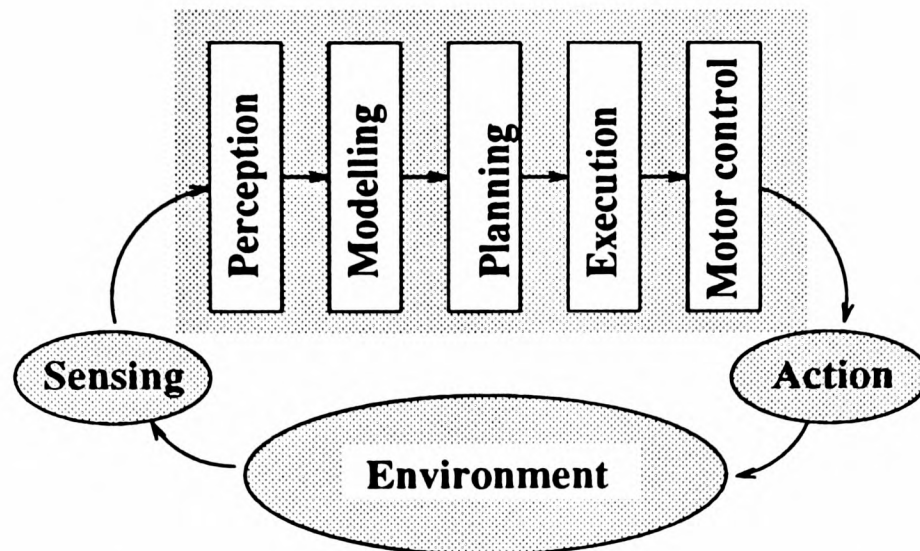 Perception
Modelling
Planning
Execution
Motor control
Sensing
Action
Environment